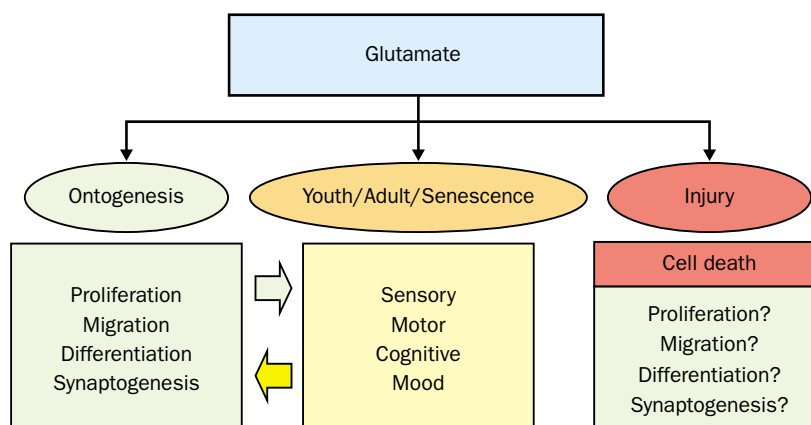 Glutamate
Ontogenesis
Youth/Adult/Senescence
Injury
Proliferation
Migration
Differentiation
Synaptogenesis
Sensory
Motor
Cognitive
Mood
Cell death
Proliferation?
Migration?
Differentiation?
Synaptogenesis?